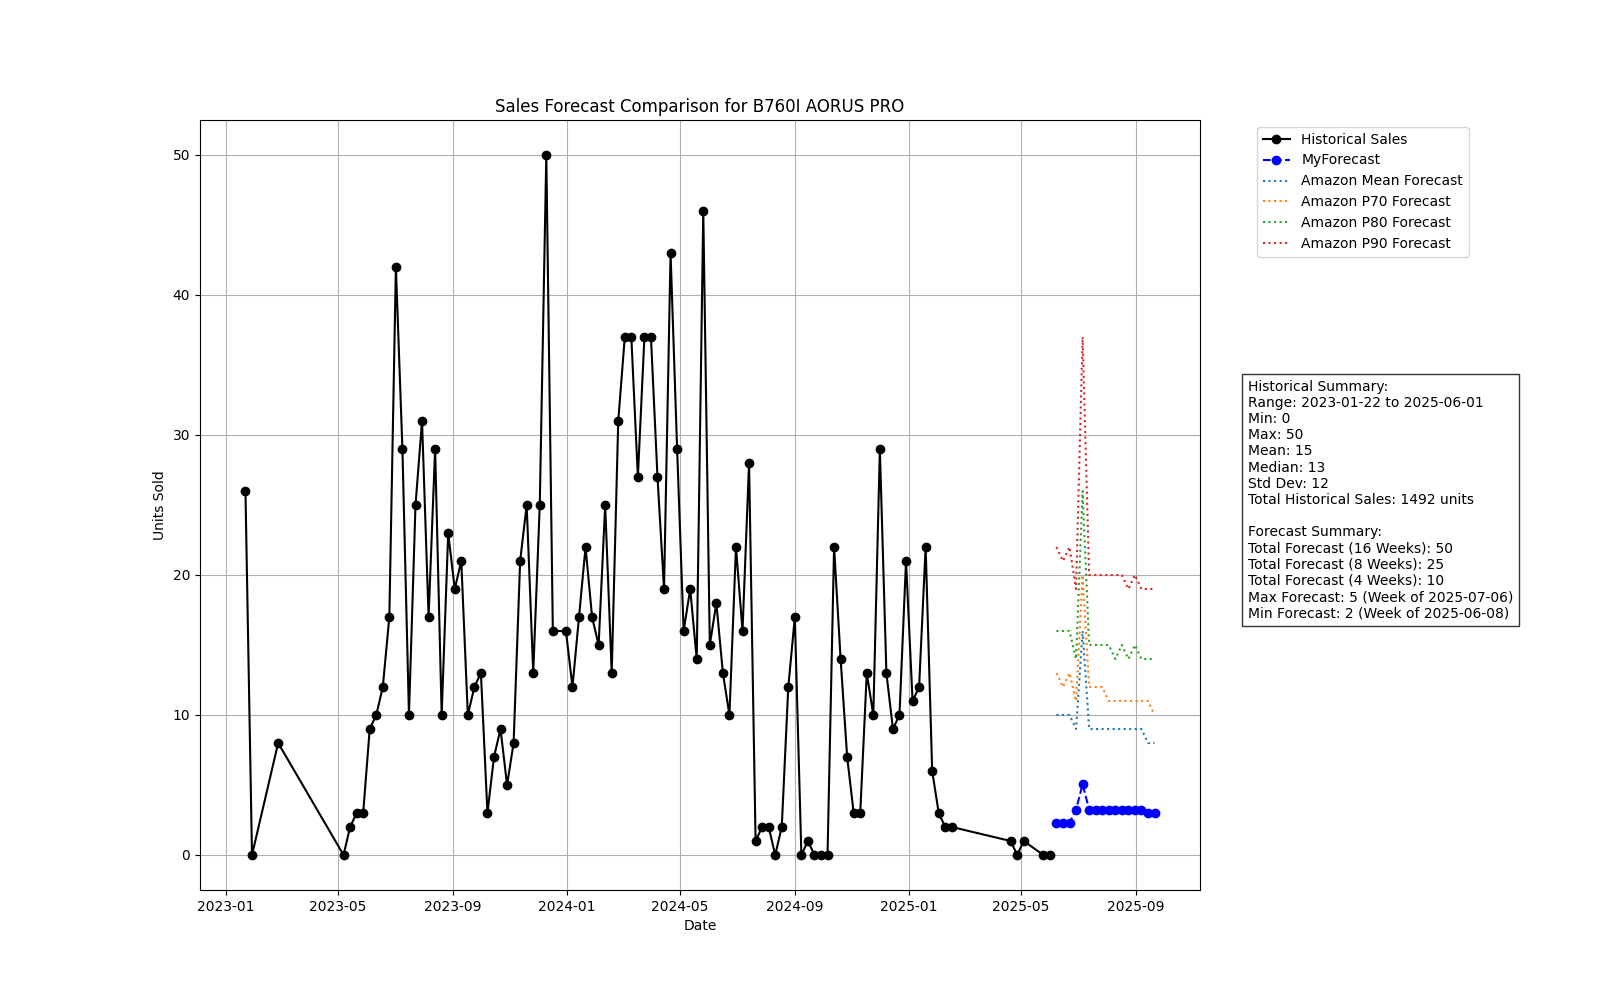 Sales Forecast Comparison for B760I AORUS PRO
Units Sold
50
40
30
20
10
0
2023-01
2023-05
2023-09
2024-01
2024-05
2024-09
2025-01
2025-05
2025-09
Date
Historical Sales
MyForecast
Amazon Mean Forecast
Amazon P70 Forecast
Amazon P80 Forecast
Amazon P90 Forecast
Historical Summary:
Range: 2023-01-22 to 2025-06-01
Min: 0
Max: 50
Mean: 15
Median: 13
Std Dev: 12
Total Historical Sales: 1492 units
Forecast Summary:
Total Forecast (16 Weeks): 50
Total Forecast (8 Weeks): 25
Total Forecast (4 Weeks): 10
Max Forecast: 5 (Week of 2025-07-06)
Min Forecast: 2 (Week of 2025-06-08)